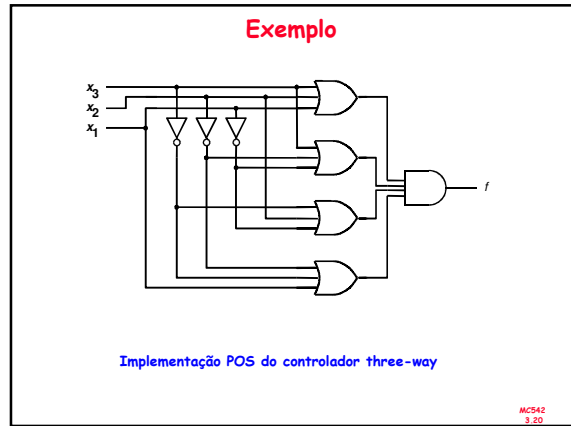 Exemplo
x3
x2
x1
f
Implementação POS do controlador three-way
MC542
3.20